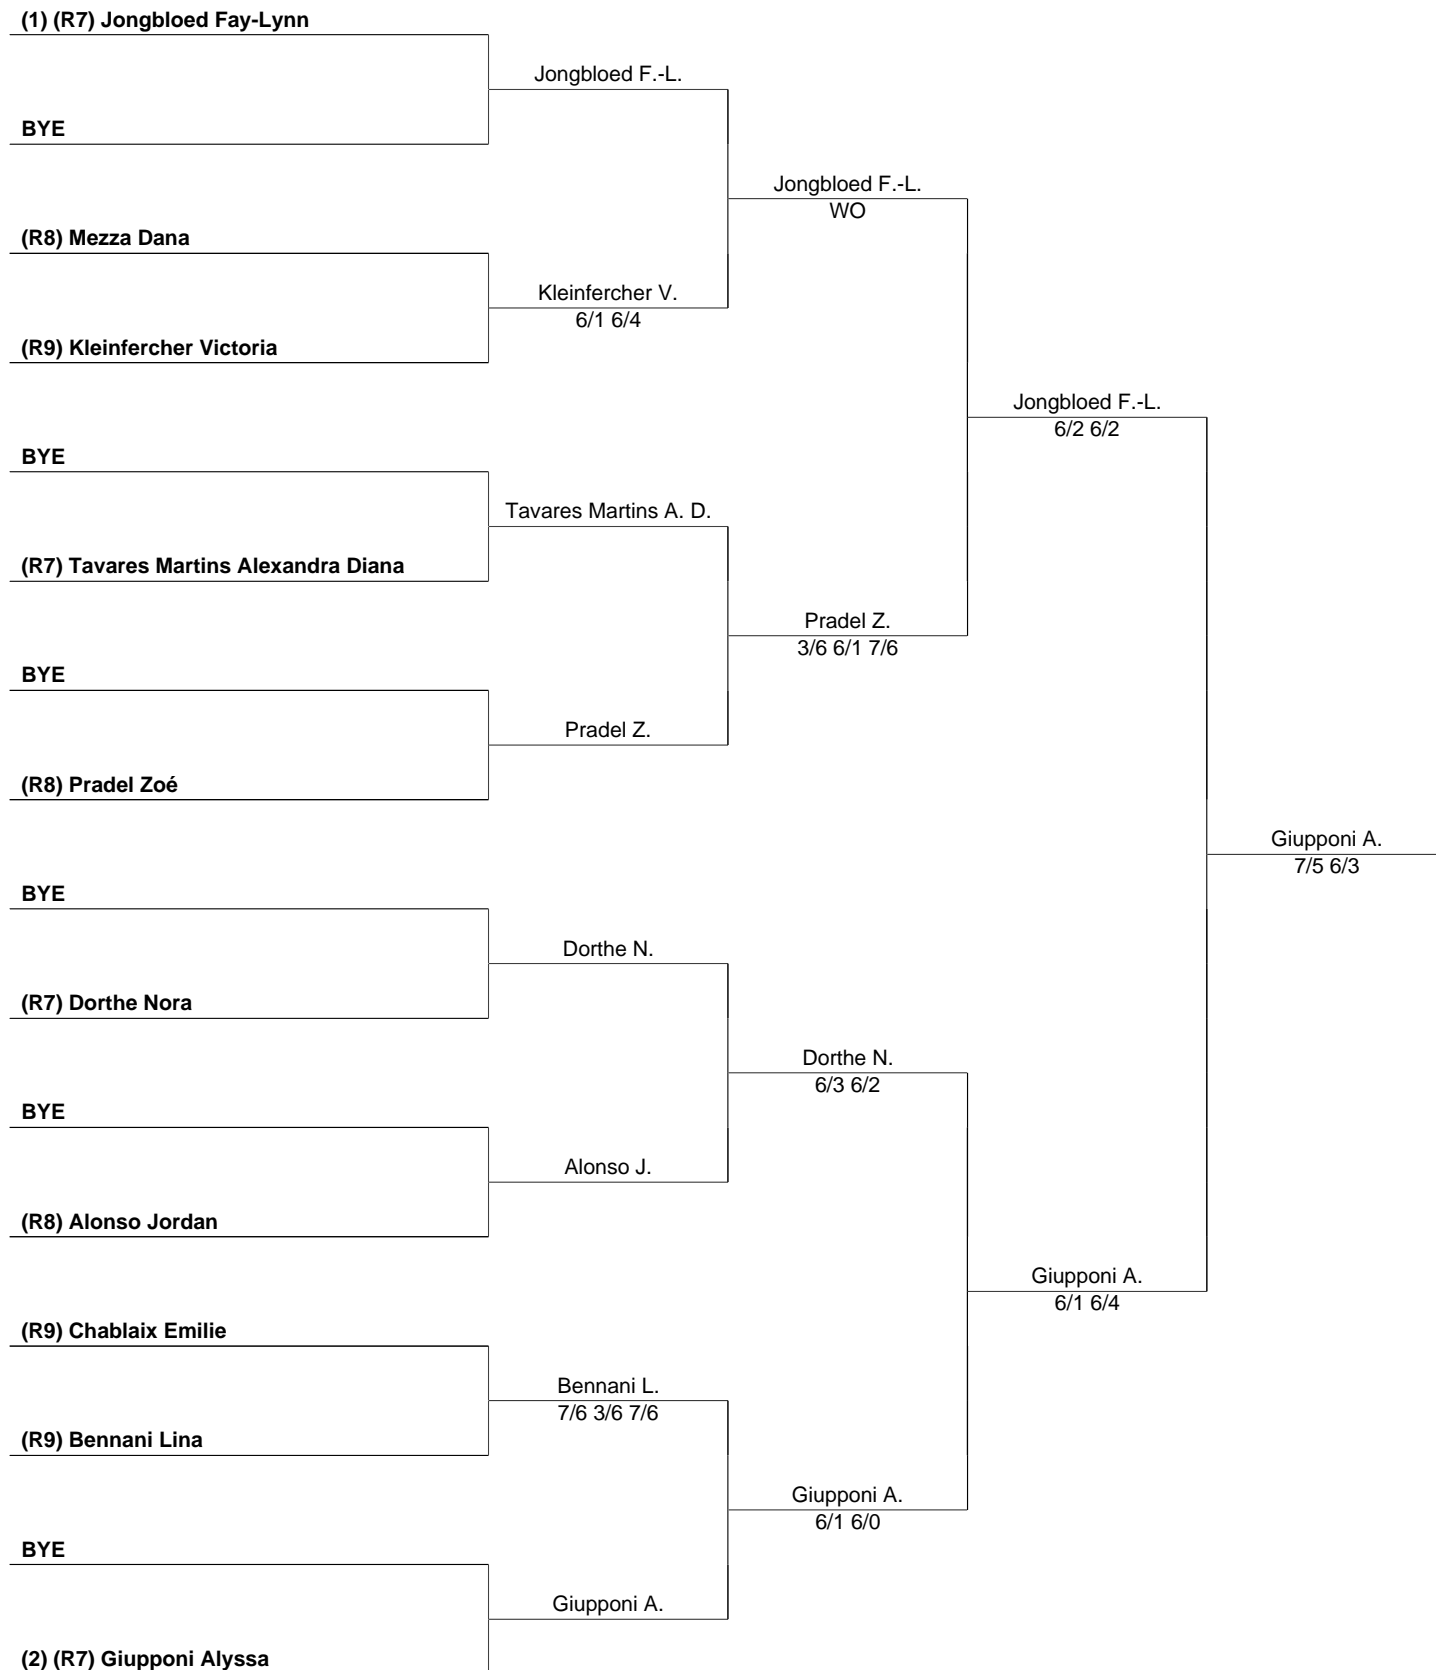 (1) (R7) Jongbloed Fay-Lynn
Jongbloed F.-L.
BYE
Jongbloed F.-L.
WO
(R8) Mezza Dana
Kleinfercher V.
6/1 6/4
(R9) Kleinfercher Victoria
Jongbloed F.-L.
6/2 6/2
BYE
Tavares Martins A. D.
(R7) Tavares Martins Alexandra Diana
Pradel Z.
3/6 6/1 7/6
BYE
Pradel Z.
(R8) Pradel Zoé
Giupponi A.
7/5 6/3
BYE
Dorthe N.
(R7) Dorthe Nora
Dorthe N.
6/3 6/2
BYE
Alonso J.
(R8) Alonso Jordan
Giupponi A.
6/1 6/4
(R9) Chablaix Emilie
Bennani L.
7/6 3/6 7/6
(R9) Bennani Lina
Giupponi A.
6/1 6/0
BYE
Giupponi A.
(2) (R7) Giupponi Alyssa